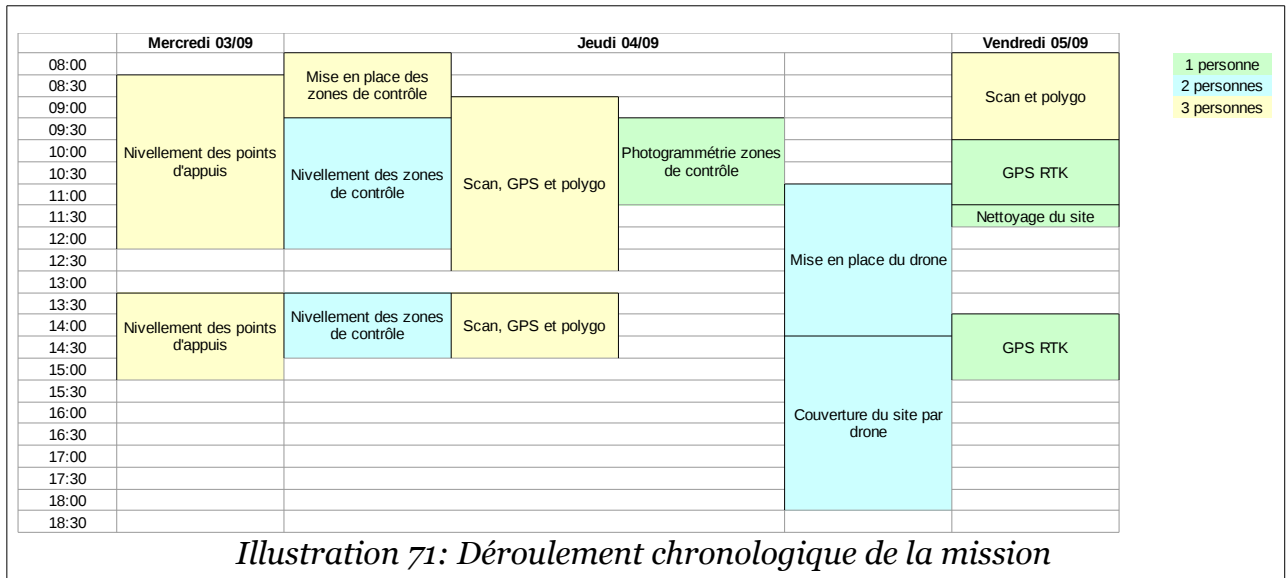 Mercredi 03/09 Jeudi 04/09 Vendredi 05/09
08:00
08:30
09:00
09:30
10:00
10:30
11:00
11:30
12:00
12:30
13:00
13:30
14:00
14:30
15:00
15:30
16:00
16:30
17:00
17:30
18:00
18:30
Nivellement des points
d'appuis
Nivellement des points
d'appuis
Mise en place des
zones de contrôle
Nivellement des zones
de contrôle
Nivellement des zones
de contrôle
Scan, GPS et polygo
Scan, GPS et polygo
Photogrammétrie zones
de contrôle
Mise en place du drone
Couverture du site par
drone
Scan et polygo
GPS RTK
Nettoyage du site
GPS RTK
1 personne
2 personnes
3 personnes
Illustration 71: Déroulement chronologique de la mission